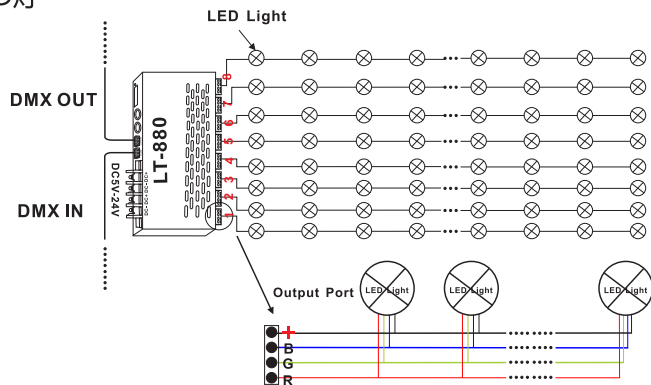 灯
LED Light
8
7
6
5
4
3
2
1
DMX OUT
LT-880
DC5V-24V
DMX IN
Output Port
LED Light
LED Light
LED Light
+
B
G
R